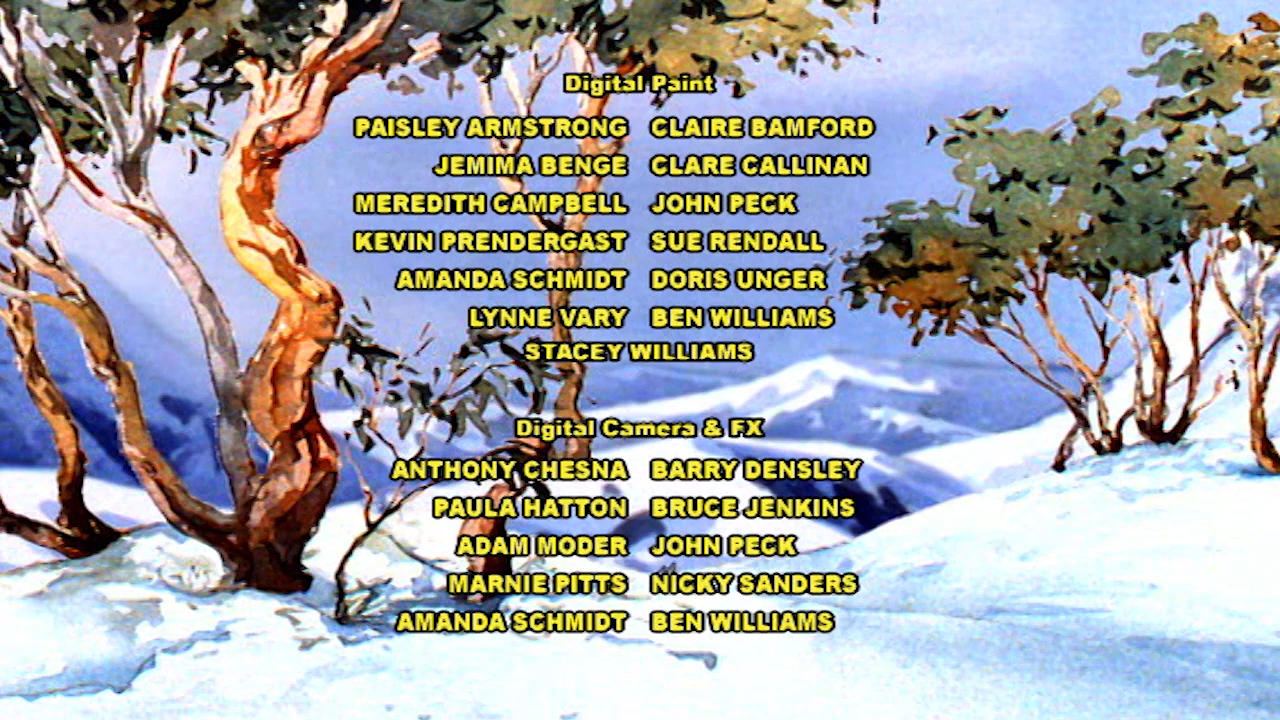 Digital Paint
PAISLEY ARMSTRONG CLAIRE BAMFORD
JEMIMA BENGE CLARE CALLINAN
MEREDITH CAMPBELL JOHN PECK
KEVIN PRENDERGAST SUE RENDALL
AMANDA SCHMIDT DORIS UNGER
LYNNE VARY BEN WILLIAMS
STACEY WILLIAMS
Digital Camera & FX
ANTHONY CHESNA BARRY DENSLEY
PAULA HATTON BRUCE JENKINS
ADAM MODER JOHN PECK
MARNIE PITTS NICKY SANDERS
AMANDA SCHMIDT BEN WILLIAMS